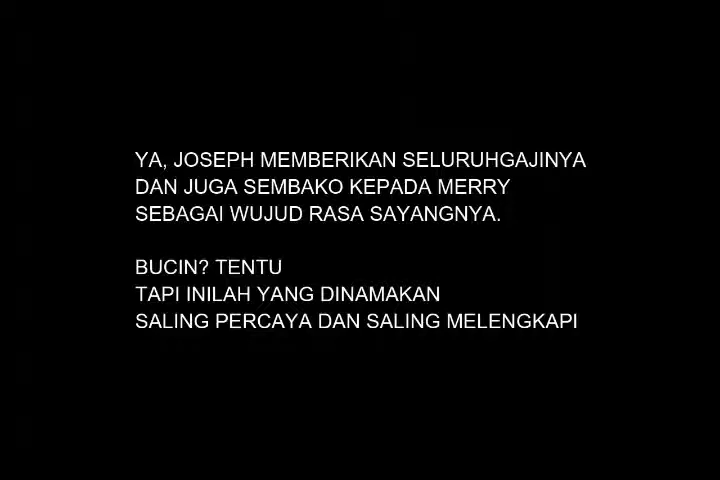 YA, JOSEPH MEMBERIKAN SELURUHGAJINYA
DAN JUGA SEMBAKO KEPADA MERRY
SEBAGAI WUJUD RASA SAYANGNYA.
BUCIN? TENTU
TAPI INILAH YANG DINAMAKAN
SALING PERCAYA DAN SALING MELENGKAPI